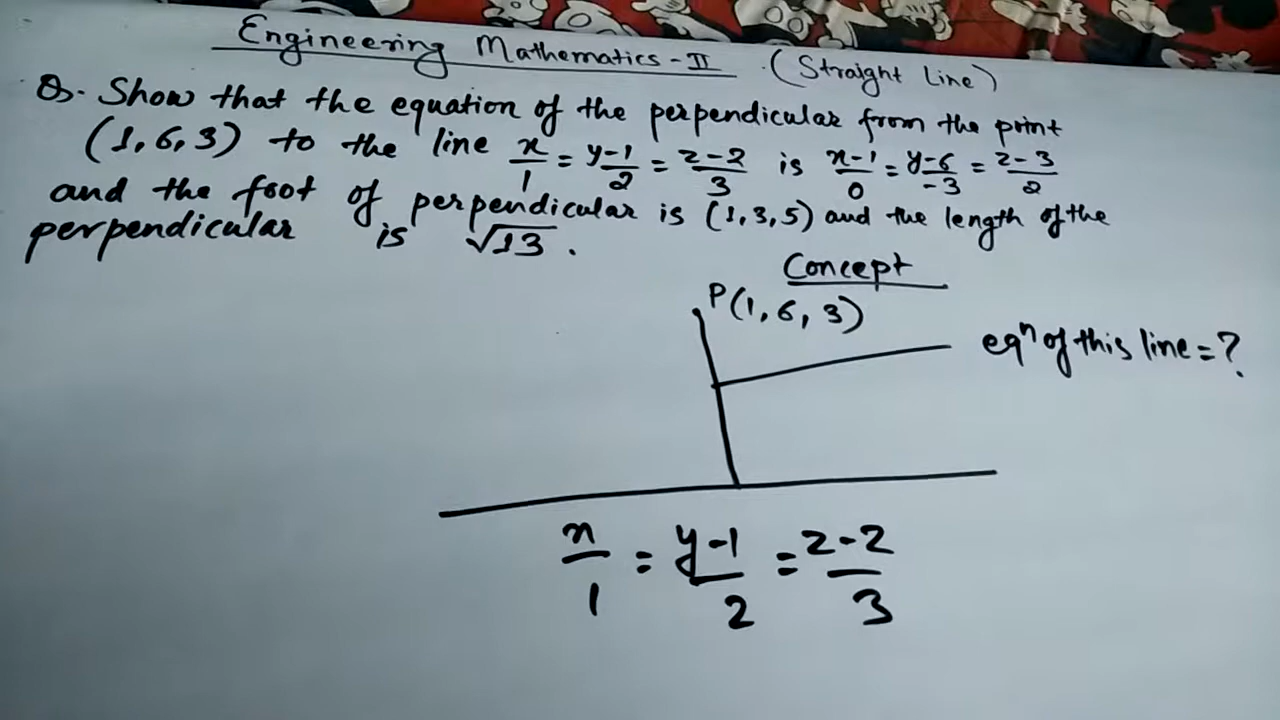 Engineering Mathematics-II (Straight Line)
Qs. Show that the equation of the perpendicular from the point
(1,6,3) to the line x/1 = y-1/2 = z-2/3 is x-1/0 = y-6/-3 = z-3/2
and the foot of perpendicular is (1,3,5) and the length of the
perpendicular is √13.
Concept
P(1,6,3)
eqⁿ of this line=?
x/1 = y-1/2 = z-2/3